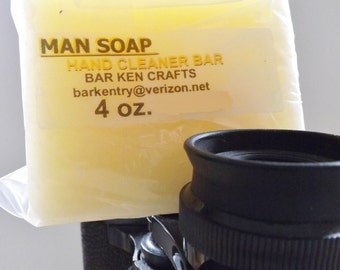 MAN SOAP
HAND CLEANER BAR
BAR KEN CRAFTS
barkentry@verizon.net
4 oz.